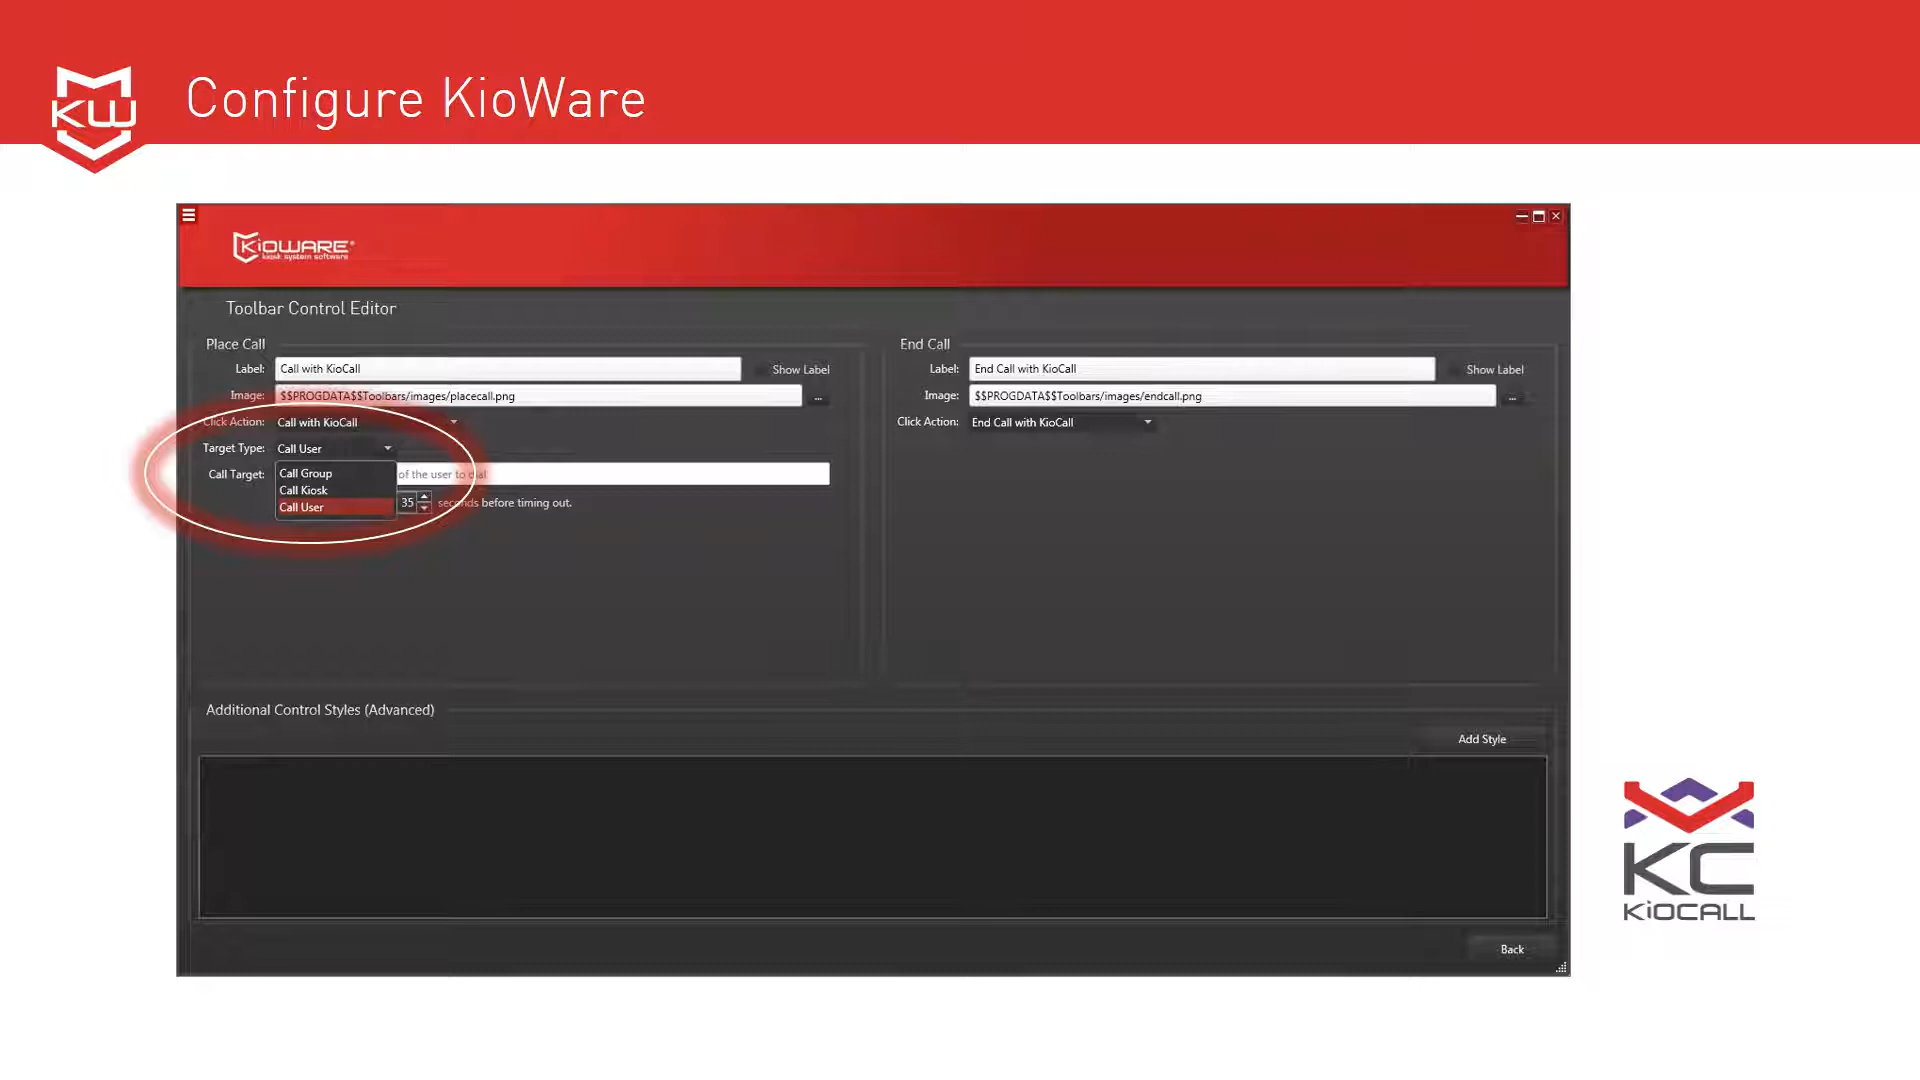 KW
Configure KioWare
KiOWARE®
kiosk system software
Toolbar Control Editor
Place Call
Label: Call with KioCall Show Label
Image: $$PROGDATA$$Toolbars/images/placecall.png ...
Click Action: Call with KioCall
Target Type: Call User
Call Target: of the user to dial
Call Group
Call Kiosk
Call User
35 seconds before timing out.
End Call
Label: End Call with KioCall Show Label
Image: $$PROGDATA$$Toolbars/images/endcall.png ...
Click Action: End Call with KioCall
Additional Control Styles (Advanced)
Add Style
Back
KC
KiOCALL